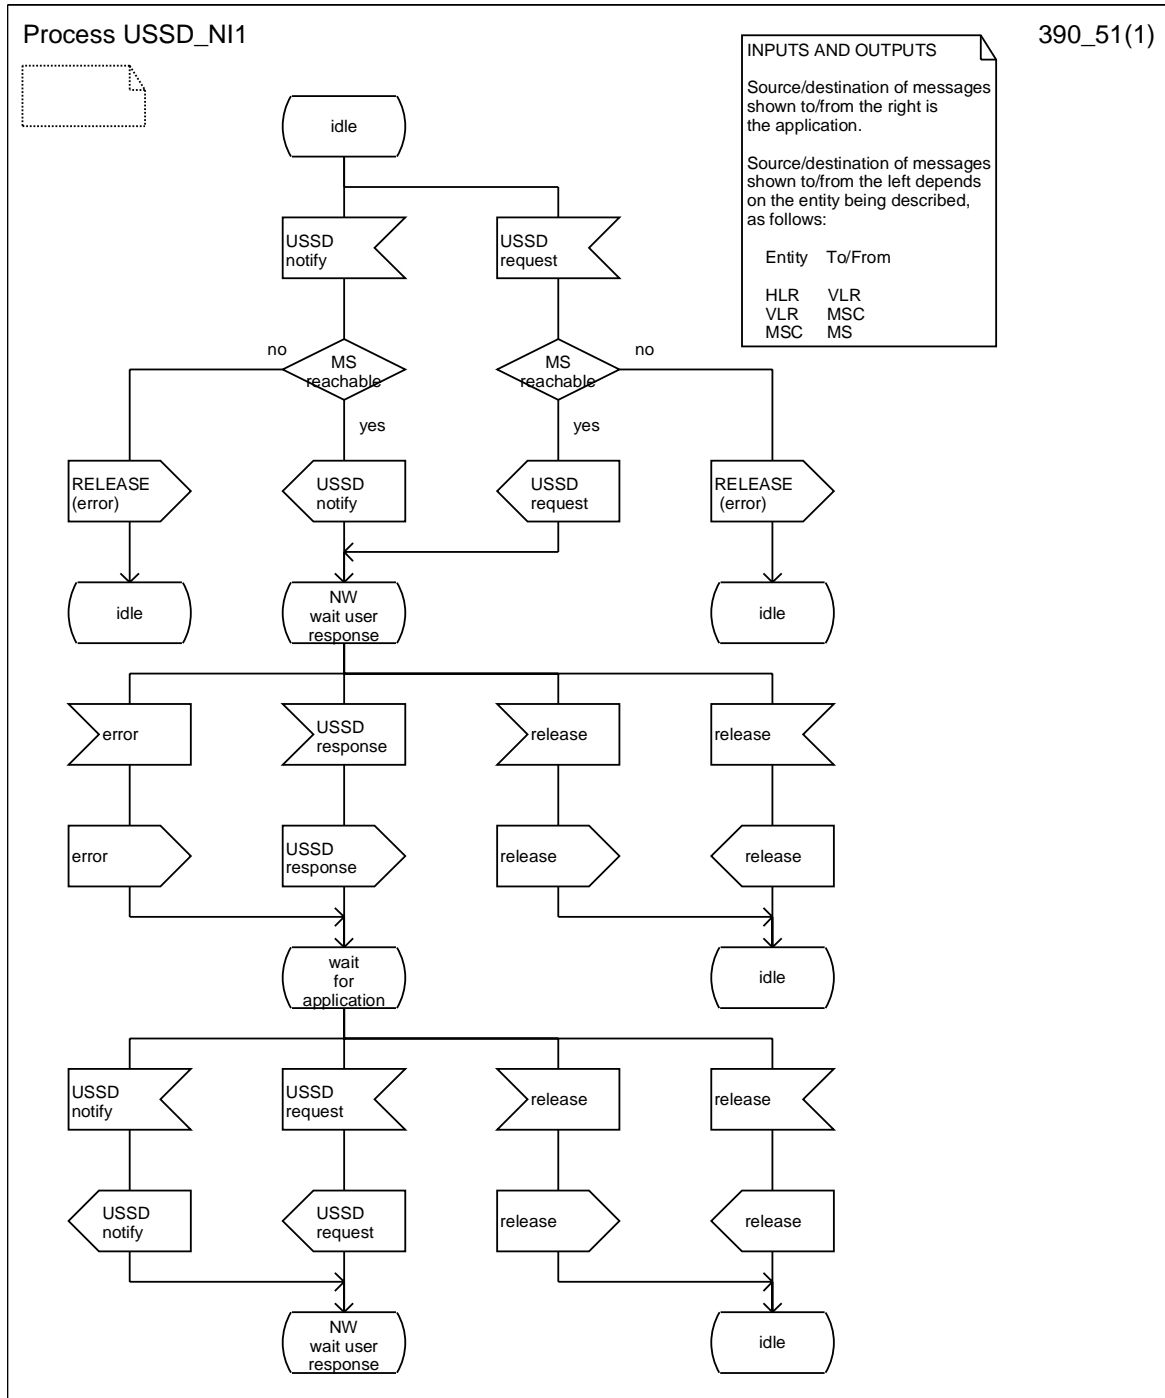 Process USSD_NI1
390_51(1)
INPUTS AND OUTPUTS
Source/destination of messages
shown to/from the right is
the application.
Source/destination of messages
shown to/from the left depends
on the entity being described,
as follows:
Entity To/From
HLR VLR
VLR MSC
MSC MS
idle
USSD
notify
USSD
request
no
MS
reachable
yes
MS
reachable
no
yes
RELEASE
(error)
USSD
notify
USSD
request
RELEASE
(error)
idle
NW
wait user
response
idle
error
USSD
response
release
release
error
USSD
response
release
release
wait
for
application
idle
USSD
notify
USSD
request
release
release
USSD
notify
USSD
request
release
release
NW
wait user
response
idle